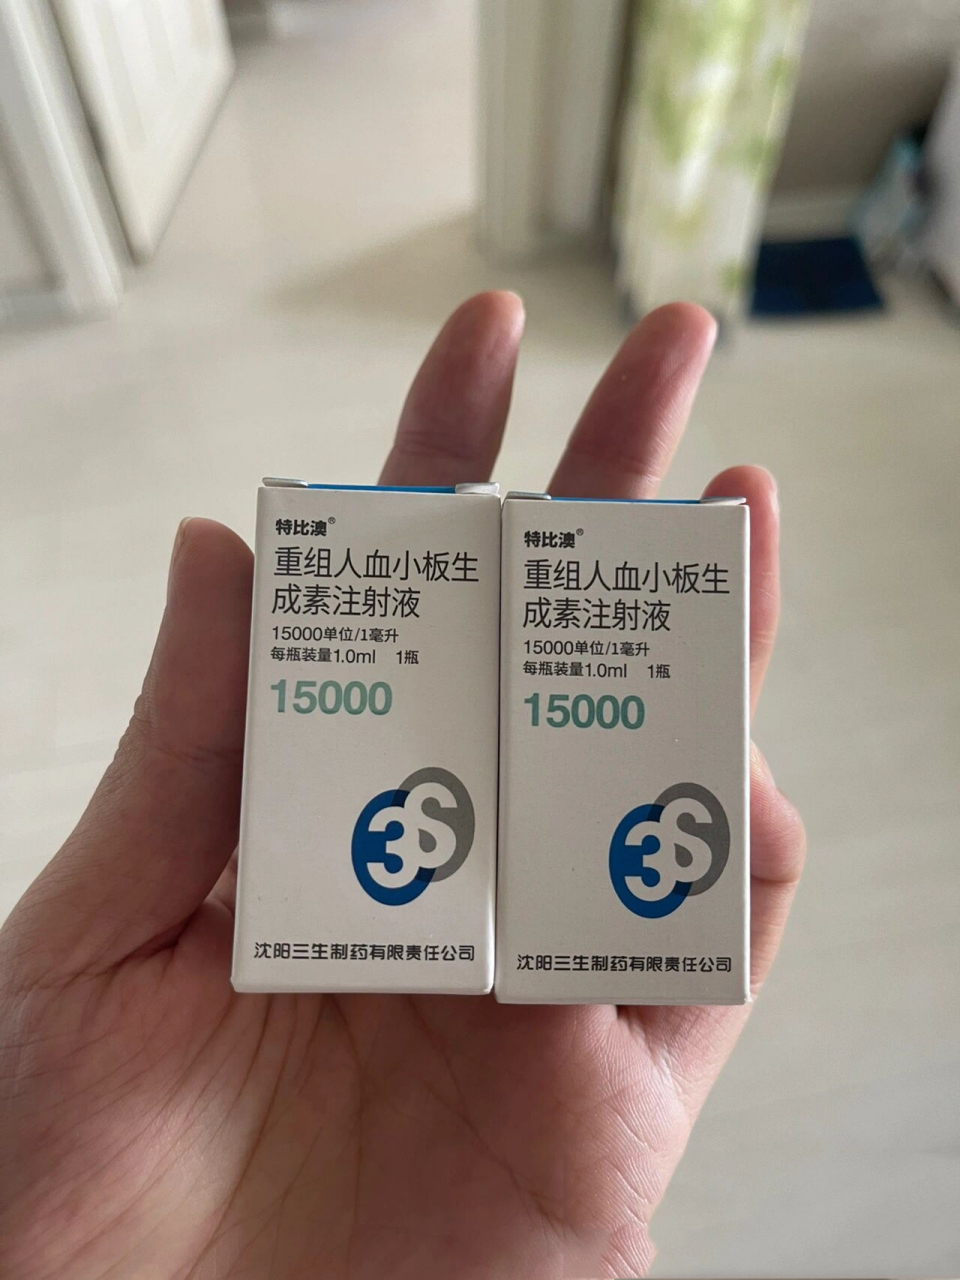 特比澳®
重组人血小板生
成素注射液
15000单位/1毫升
每瓶装量1.0ml 1瓶
15000
3S
沈阳三生制药有限责任公司
特比澳®
重组人血小板生
成素注射液
15000单位/1毫升
每瓶装量1.0ml 1瓶
15000
3S
沈阳三生制药有限责任公司